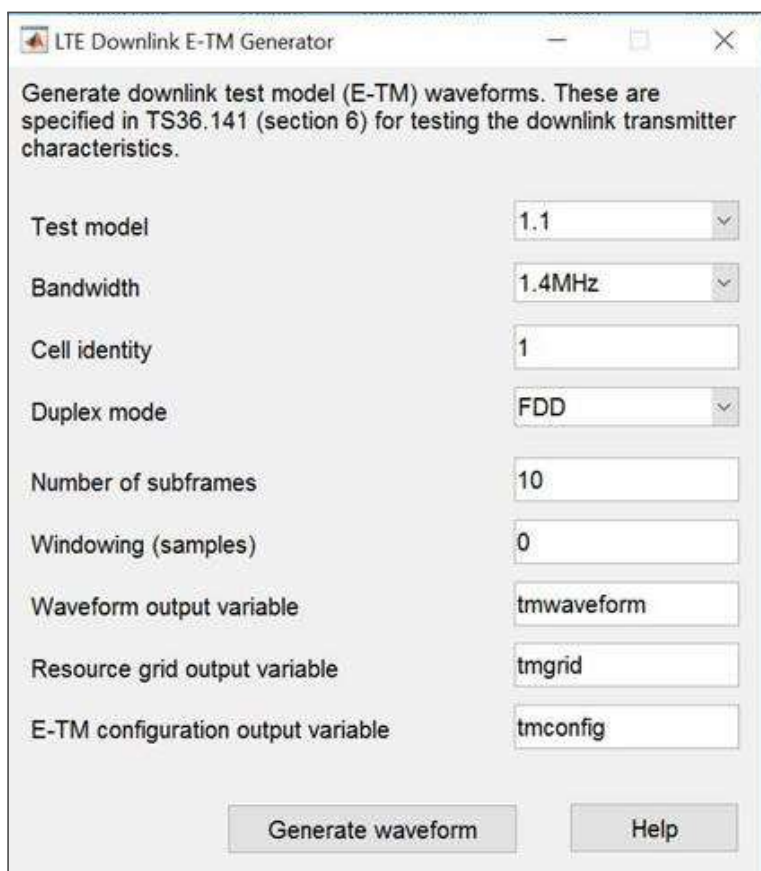 LTE Downlink E-TM Generator
Generate downlink test model (E-TM) waveforms. These are
specified in TS36.141 (section 6) for testing the downlink transmitter
characteristics.
Test model 1.1
Bandwidth 1.4MHz
Cell identity 1
Duplex mode FDD
Number of subframes 10
Windowing (samples) 0
Waveform output variable tmwaveform
Resource grid output variable tmgrid
E-TM configuration output variable tmconfig
Generate waveform Help